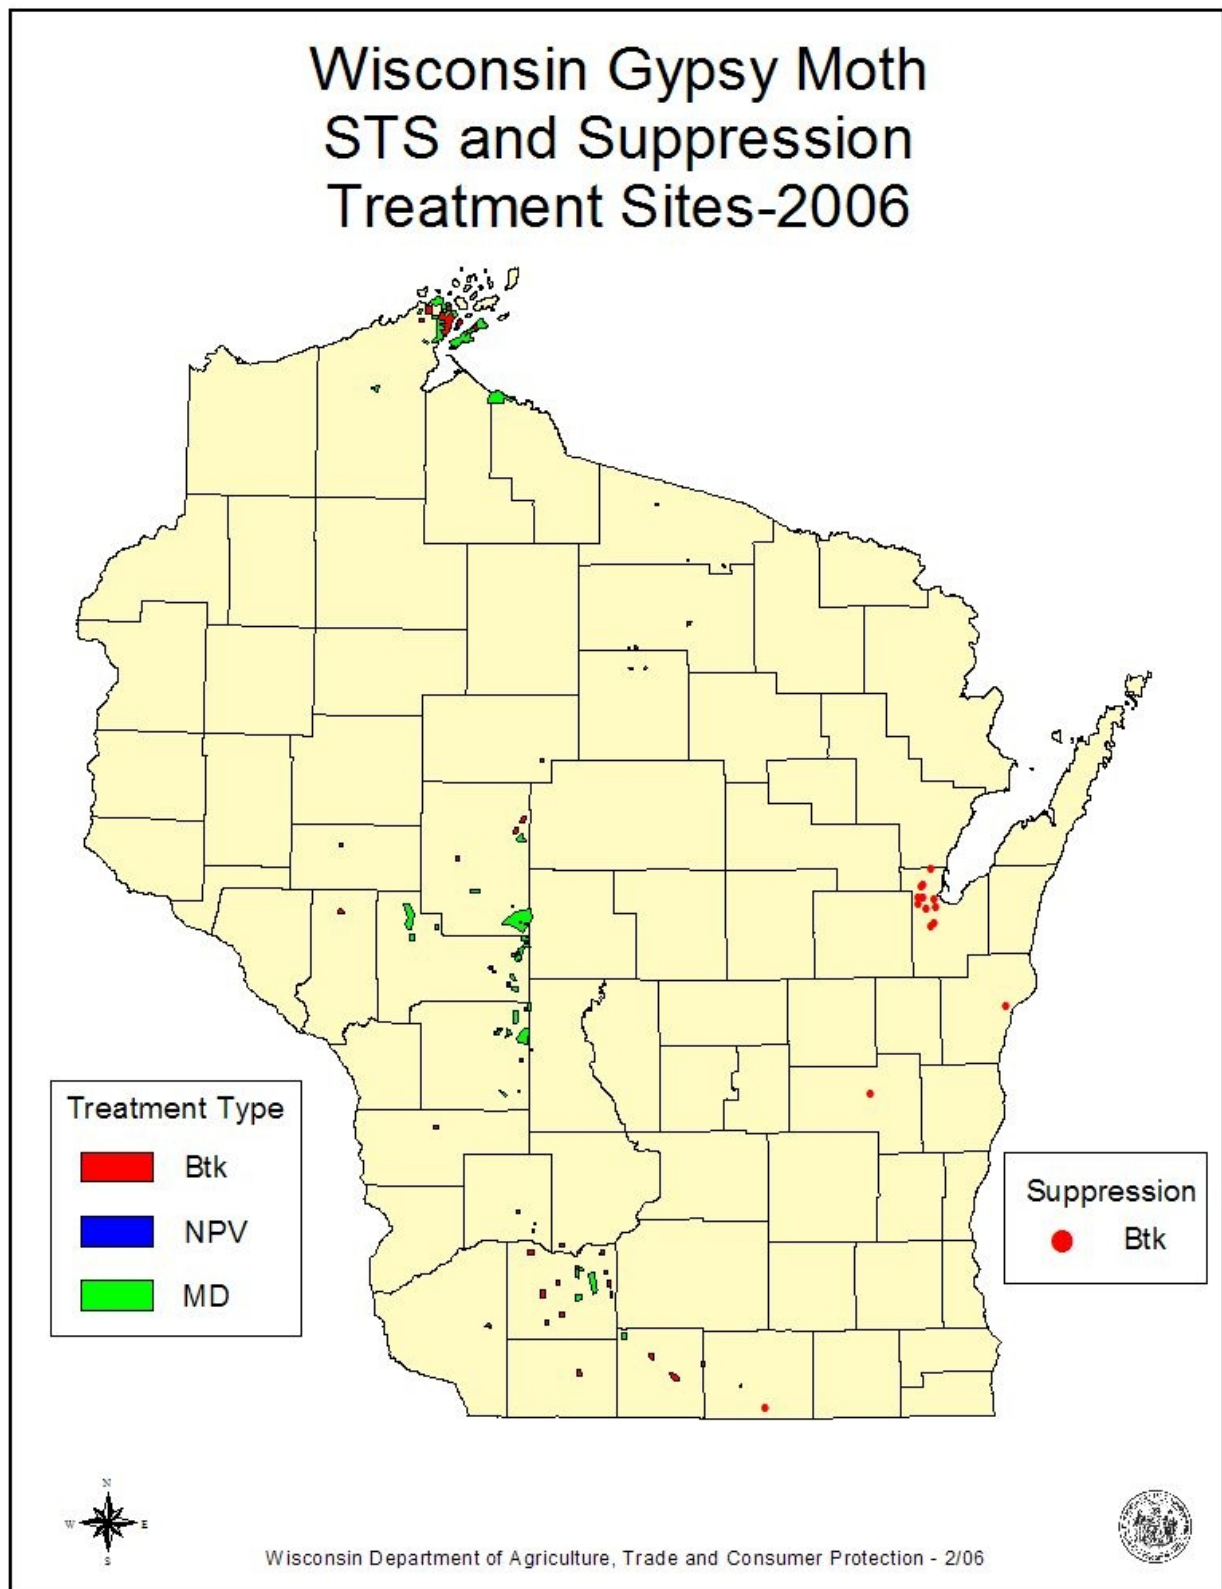 Wisconsin Gypsy Moth
STS and Suppression
Treatment Sites-2006
Treatment Type
Btk
NPV
MD
Suppression
Btk
N
W E
S
Wisconsin Department of Agriculture, Trade and Consumer Protection - 2/06